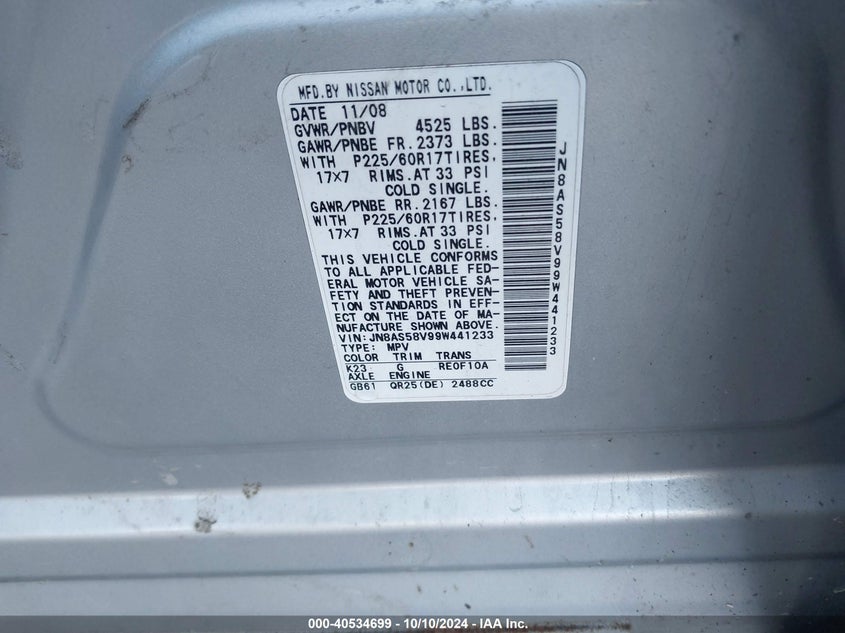 MFD.BY NISSAN MOTOR CO.,LTD.
DATE 11/08
GVWR/PNBV 4525 LBS.
GAWR/PNBE FR.2373 LBS.
WITH P225/60R17TIRES,
17x7 RIMS.AT 33 PSI
COLD SINGLE.
GAWR/PNBE RR.2167 LBS.
WITH P225/60R17TIRES,
17x7 RIMS.AT 33 PSI
COLD SINGLE.
THIS VEHICLE CONFORMS
TO ALL APPLICABLE FED-
ERAL MOTOR VEHICLE SA-
FETY AND THEFT PREVEN-
TION STANDARDS IN EFF-
ECT ON THE DATE OF MA-
NUFACTURE SHOWN ABOVE.
VIN:JN8AS58V99W441233
TYPE: MPV
COLOR TRIM TRANS
K23 G RE0F10A
AXLE ENGINE
GB61 QR25(DE) 2488CC
JN8AS58V99W441233
000-40534699 - 10/10/2024 - IAA Inc.